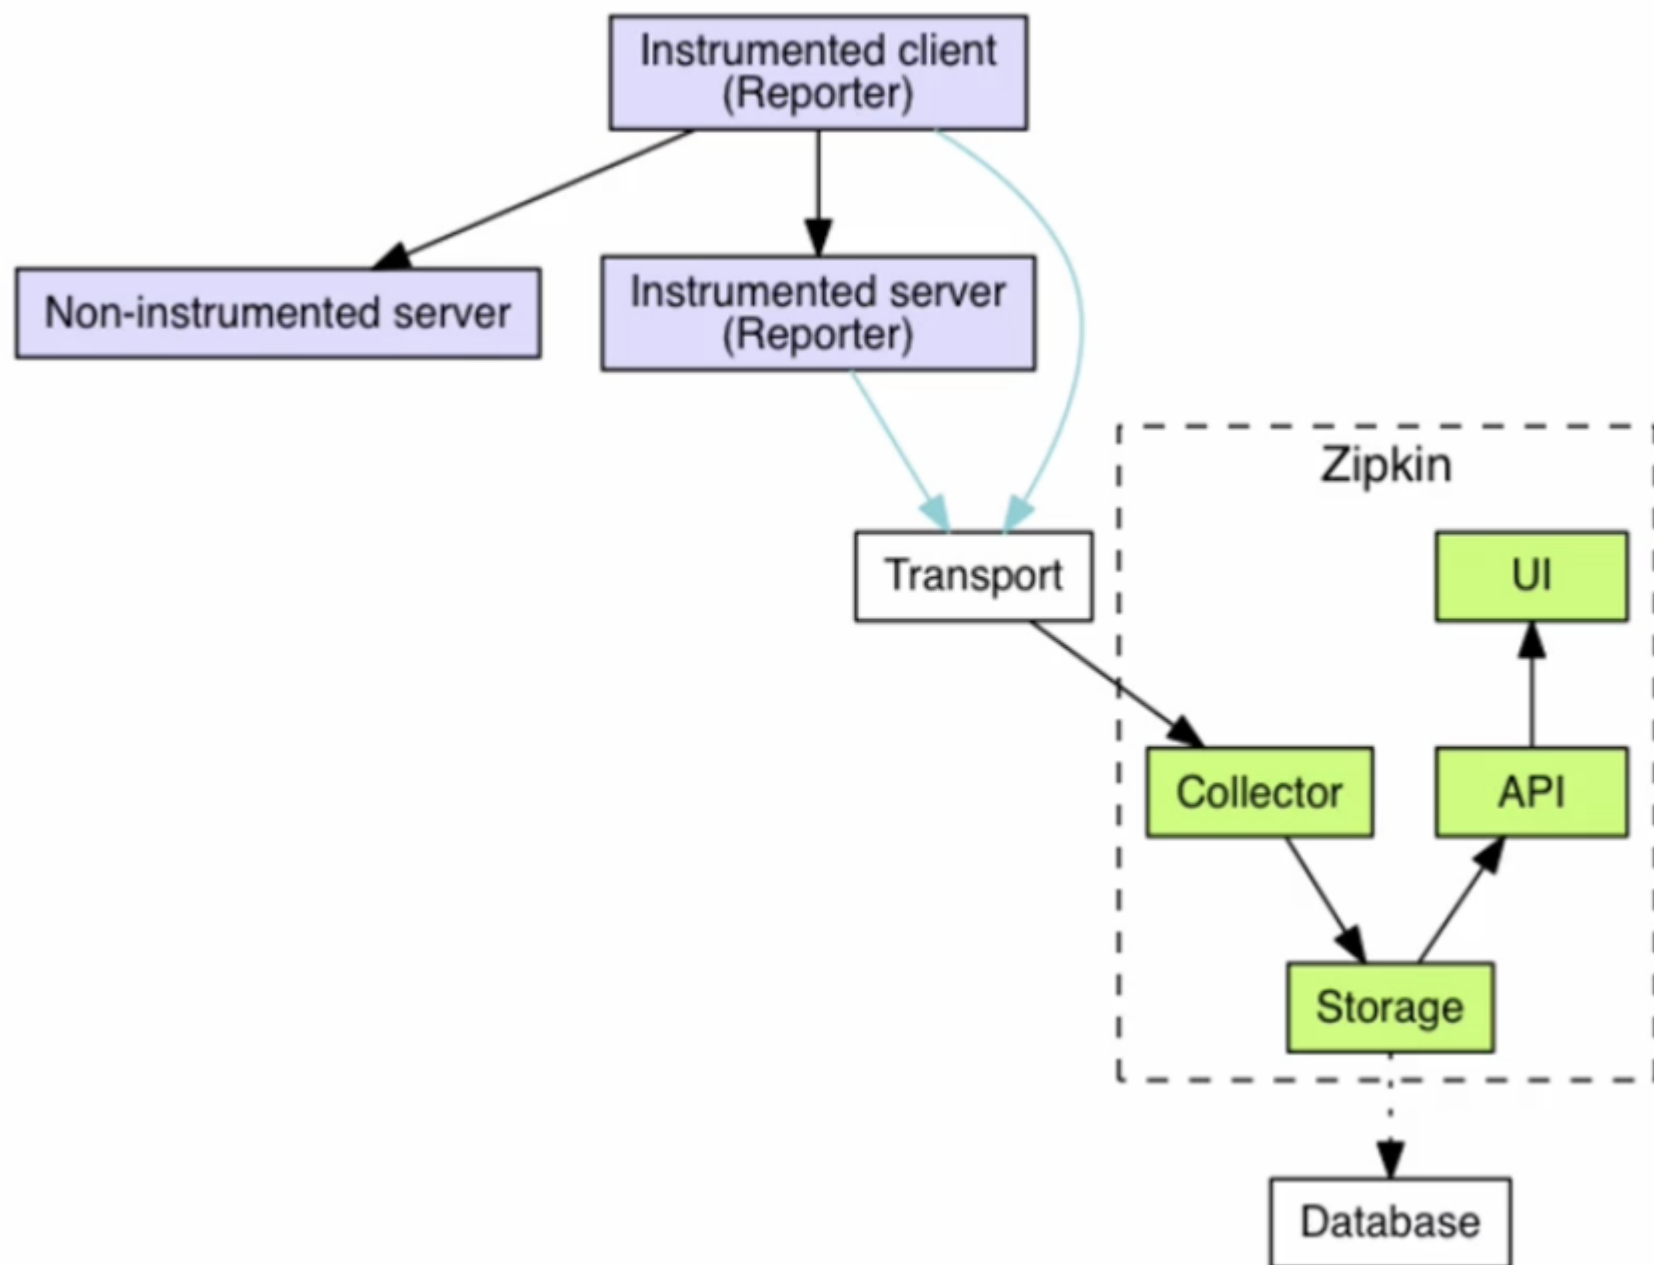 Instrumented client
(Reporter)
Non-instrumented server
Instrumented server
(Reporter)
Zipkin
Transport
UI
Collector
API
Storage
Database